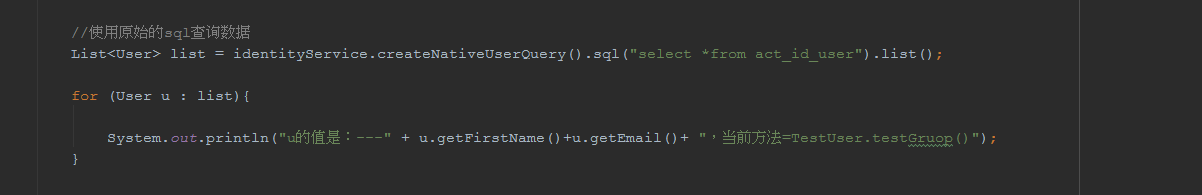 //使用原始的sql查询数据
List<User> list = identityService.createNativeUserQuery().sql("select *from act_id_user").list();
for (User u : list){
System.out.println("u的值是：---" + u.getFirstName()+u.getEmail()+ "，当前方法=TestUser.testGruop()");
}